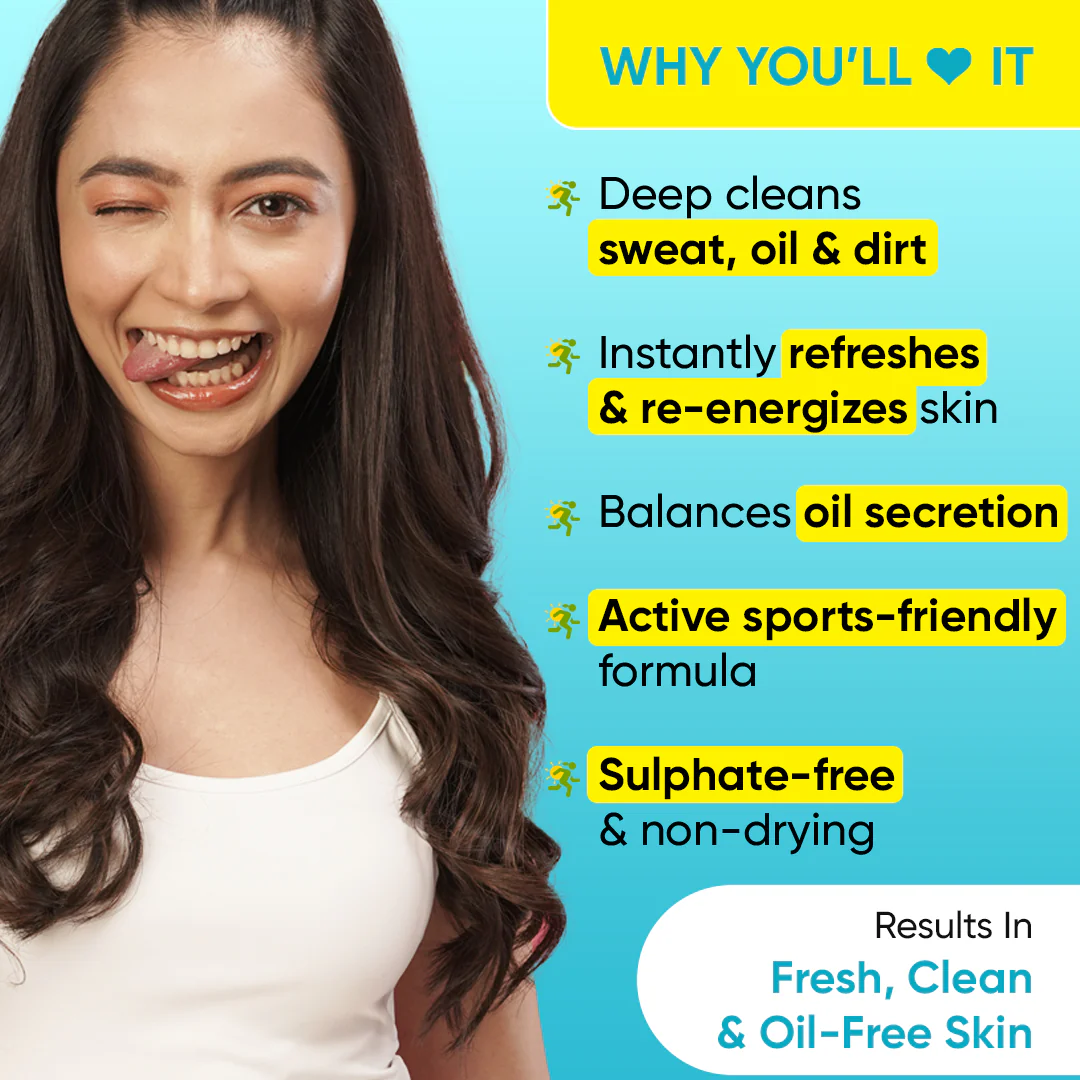 WHY YOU'LL ♥ IT
Deep cleans
sweat, oil & dirt
Instantly refreshes
& re-energizes skin
Balances oil secretion
Active sports-friendly
formula
Sulphate-free
& non-drying
Results In
Fresh, Clean
& Oil-Free Skin